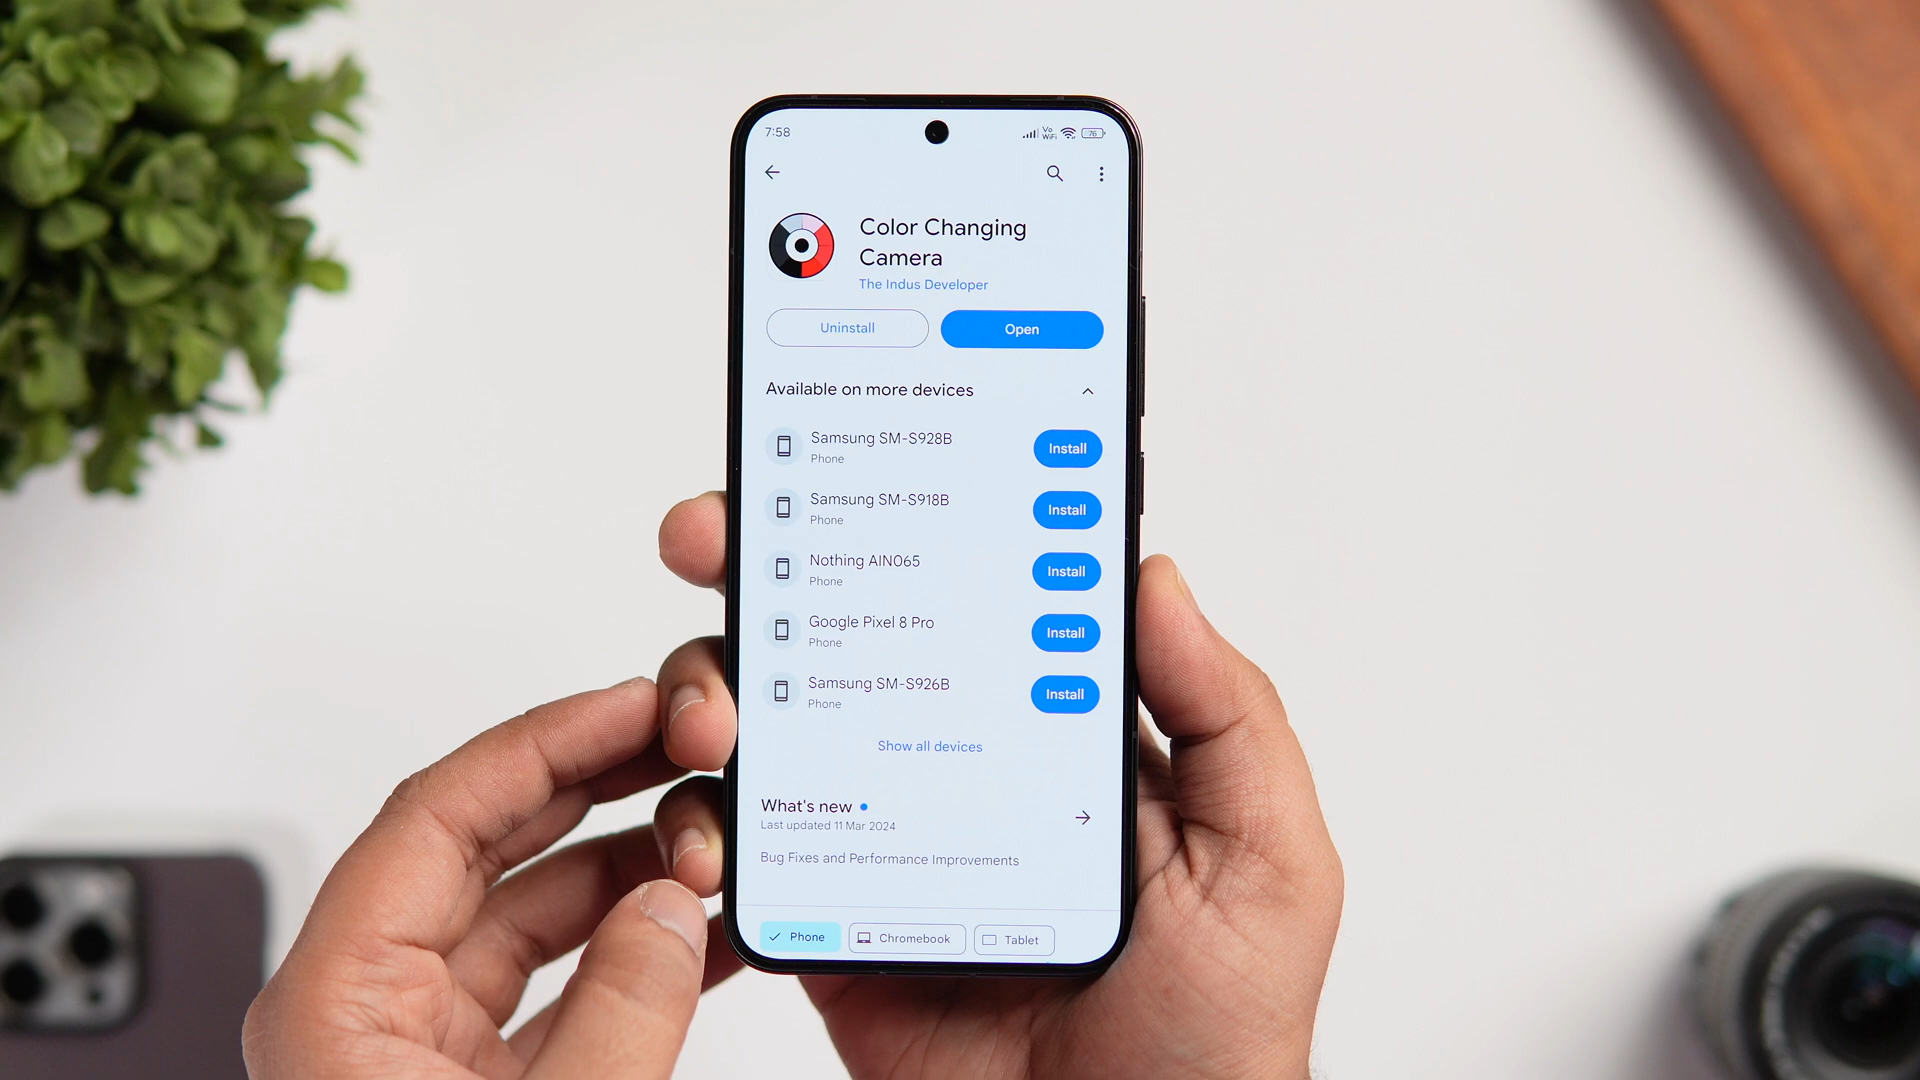 7:58
Vo
WiFi
76
Color Changing
Camera
The Indus Developer
Uninstall
Open
Available on more devices
Samsung SM-S928B
Phone
Install
Samsung SM-S918B
Phone
Install
Nothing AIN065
Phone
Install
Google Pixel 8 Pro
Phone
Install
Samsung SM-S926B
Phone
Install
Show all devices
What's new
Last updated 11 Mar 2024
Bug Fixes and Performance Improvements
Phone
Chromebook
Tablet